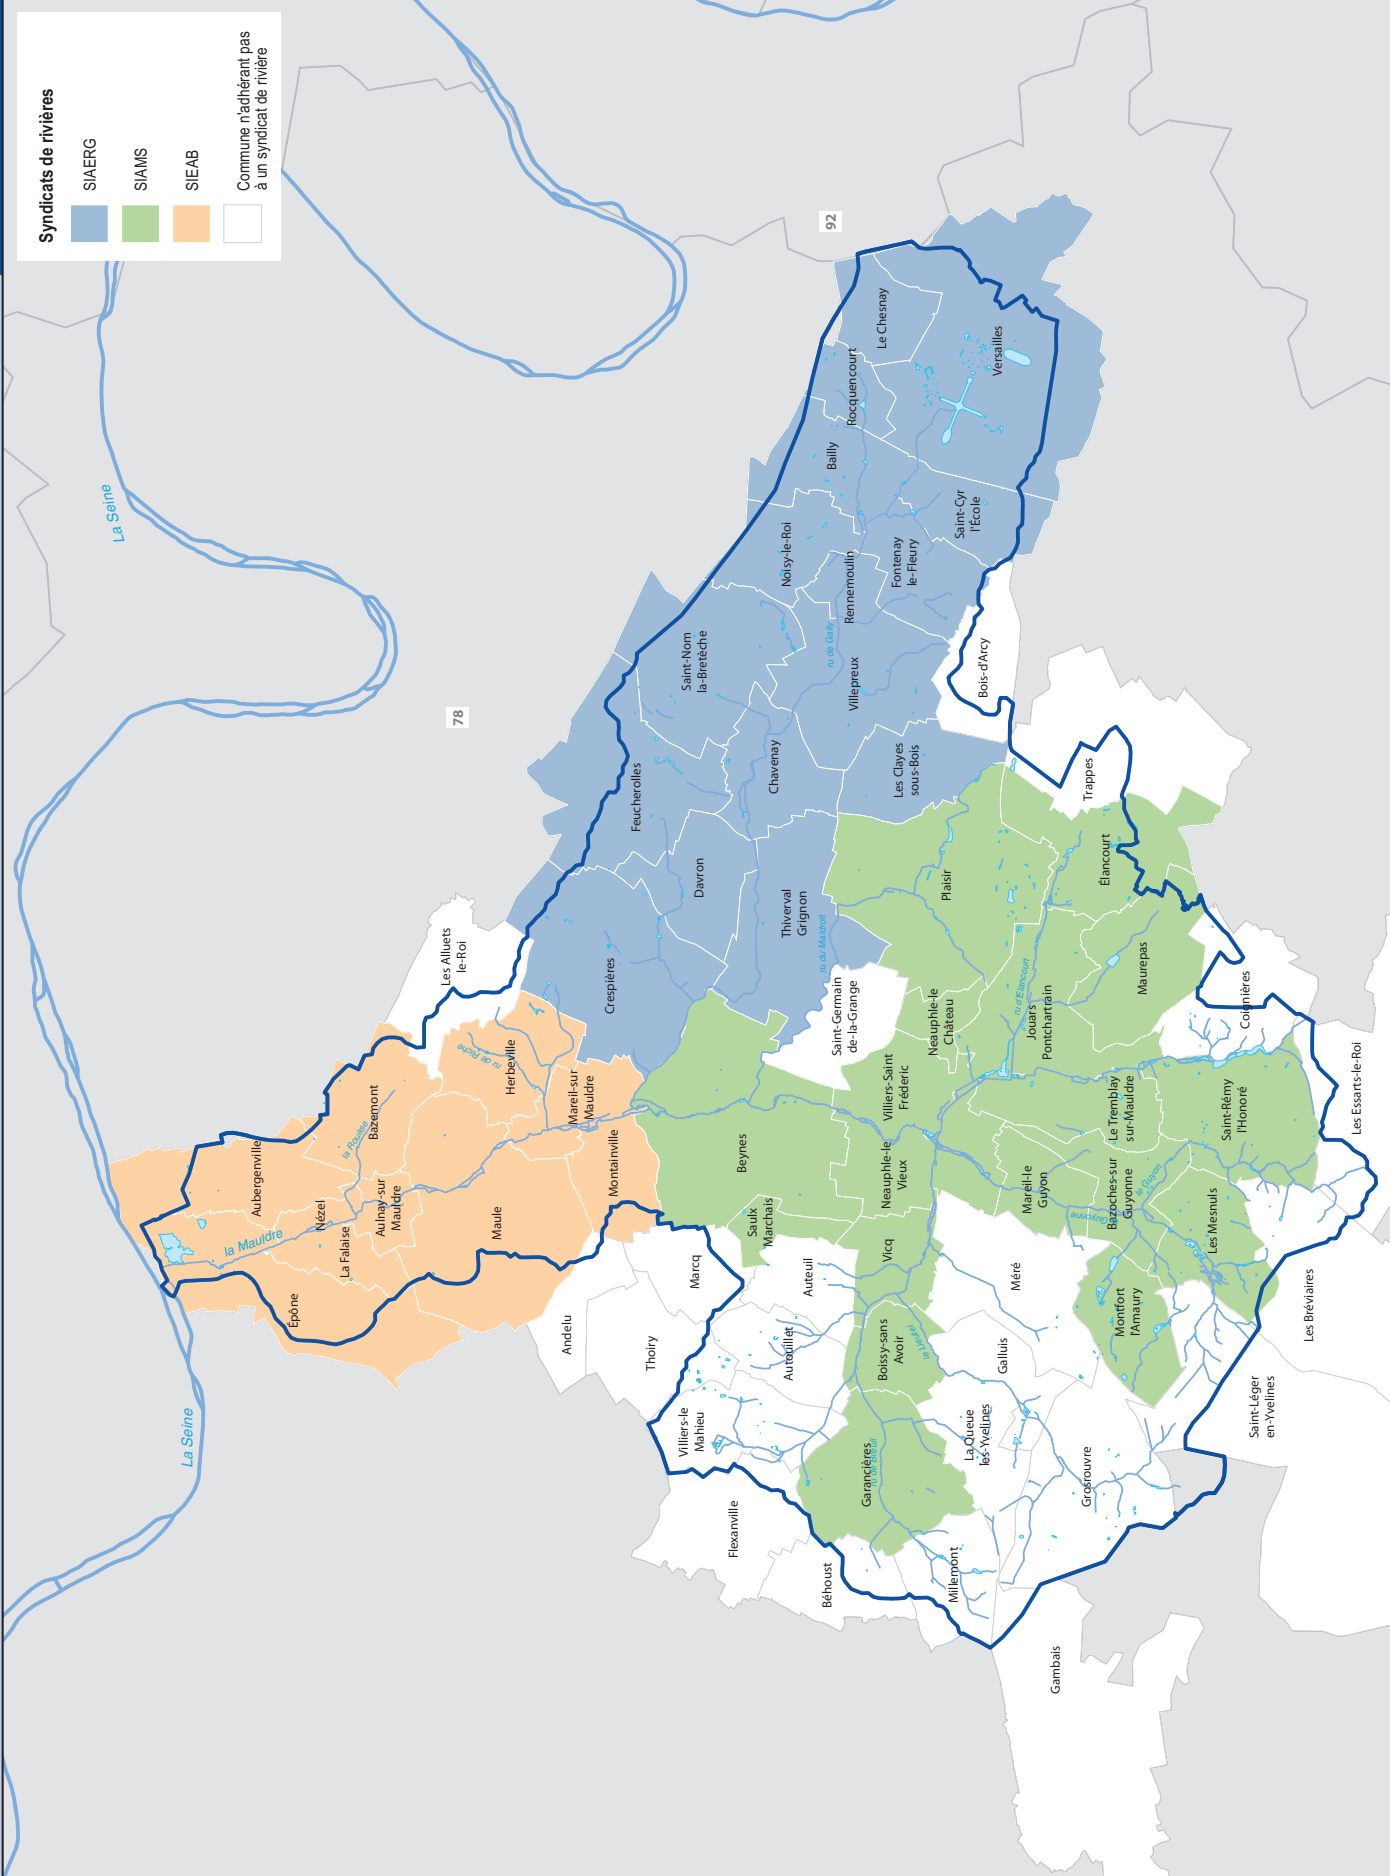 Syndicats de rivières
SIAERG
SIAMS
SIEAB
Commune n'adhérant pas
à un syndicat de rivière
La Seine
La Seine
78
92
la Mauldre
la Rouase
ru de Riche
ru de Gally
ru du Maldroit
ru d'Elancourt
le Guyon
Guyonne
le Lieutel
ru de Breuil
Épône
Aubergenville
Nézel
La Falaise
Aulnay-sur
Mauldre
Bazemont
Maule
Herbeville
Mareil-sur
Mauldre
Montainville
Les Alluets
le-Roi
Andelu
Thoiry
Marcq
Crespières
Feucherolles
Davron
Thiverval
Grignon
Chavenay
Saint-Nom
la-Bretèche
Noisy-le-Roi
Rennemoulin
Villepreux
Les Clayes
sous-Bois
Bailly
Rocquencourt
Le Chesnay
Versailles
Saint-Cyr
l'École
Fontenay
le-Fleury
Bois-d'Arcy
Trappes
Plaisir
Élancourt
Maurepas
Coignières
Jouars
Pontchartrain
Neauphle-le
Château
Saint-Germain
de-la-Grange
Villiers-Saint
Fréderic
Beynes
Saulx
Marchais
Neauphle-le
Vieux
Vicq
Auteuil
Autouillet
Villiers-le
Mahieu
Flexanville
Béhoust
Garancières
Boissy-sans
Avoir
Millemont
La Queue
les-Yvelines
Galluis
Méré
Grosrouvre
Gambais
Montfort
l'Amaury
Mareil-le
Guyon
Bazoches-sur
Guyonne
Le Tremblay
sur-Mauldre
Saint-Rémy
l'Honoré
Les Mesnuls
Les Essarts-le-Roi
Les Bréviaires
Saint-Léger
en-Yvelines